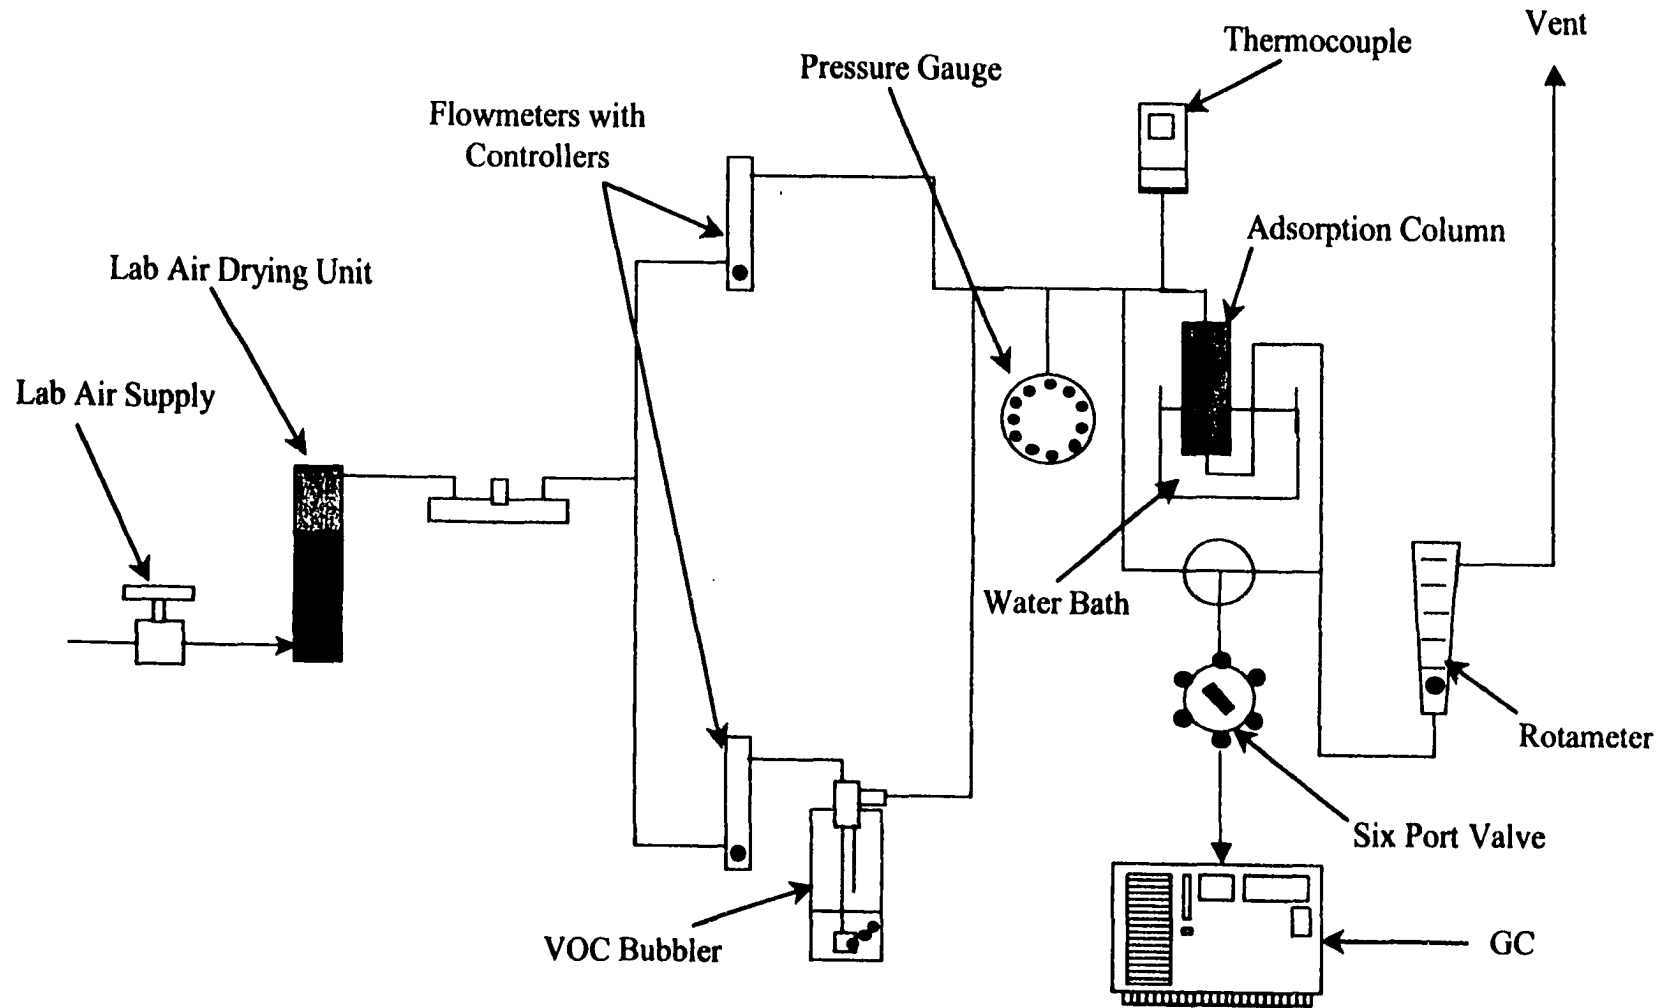 Vent
Thermocouple
Pressure Gauge
Flowmeters with
Controllers
Adsorption Column
Lab Air Drying Unit
Lab Air Supply
Water Bath
Rotameter
Six Port Valve
VOC Bubbler
GC